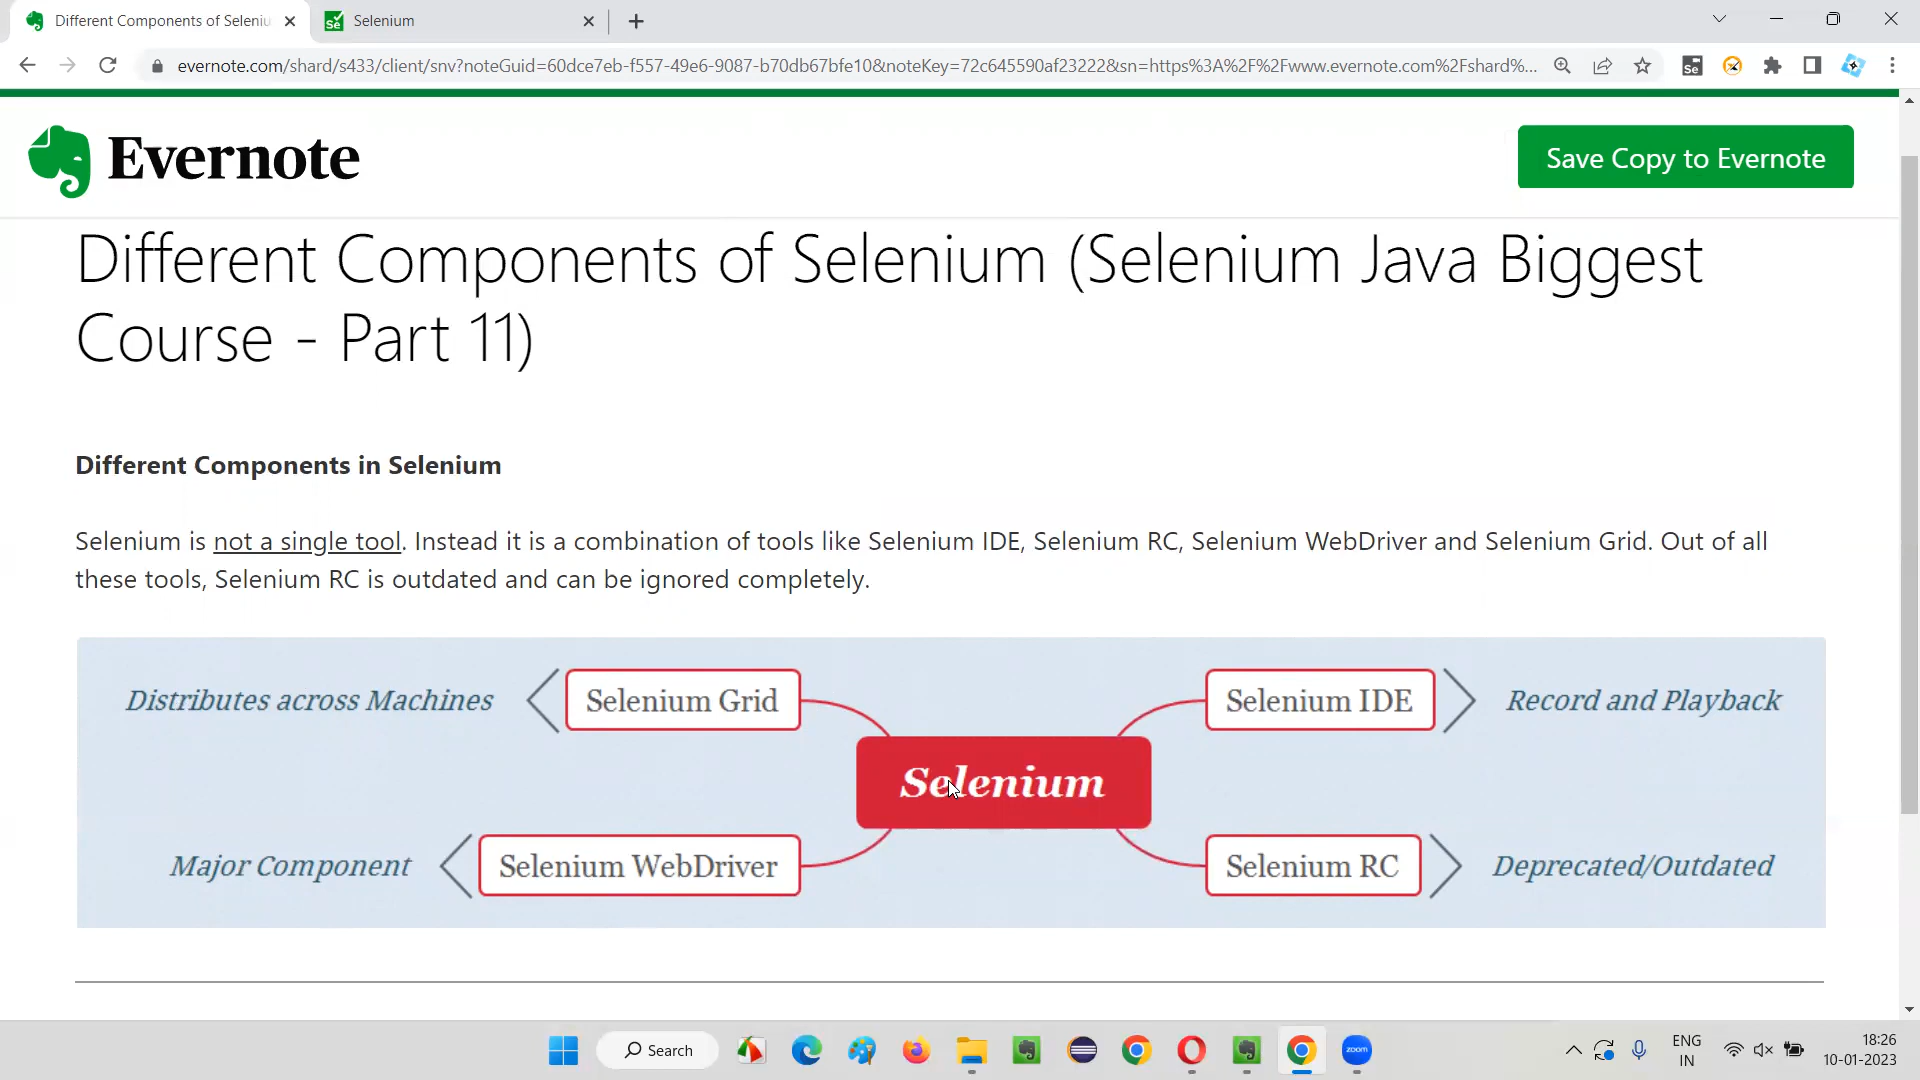 Different Components of Seleniu
Selenium
evernote.com/shard/s433/client/snv?noteGuid=60dce7eb-f557-49e6-9087-b70db67bfe10&noteKey=72c645590af23222&sn=https%3A%2F%2Fwww.evernote.com%2Fshard%...
Evernote
Save Copy to Evernote
Different Components of Selenium (Selenium Java Biggest
Course - Part 11)
Different Components in Selenium
Selenium is not a single tool. Instead it is a combination of tools like Selenium IDE, Selenium RC, Selenium WebDriver and Selenium Grid. Out of all
these tools, Selenium RC is outdated and can be ignored completely.
Distributes across Machines
Selenium Grid
Selenium IDE
Record and Playback
Selenium
Major Component
Selenium WebDriver
Selenium RC
Deprecated/Outdated
Search
zoom
ENG
IN
18:26
10-01-2023